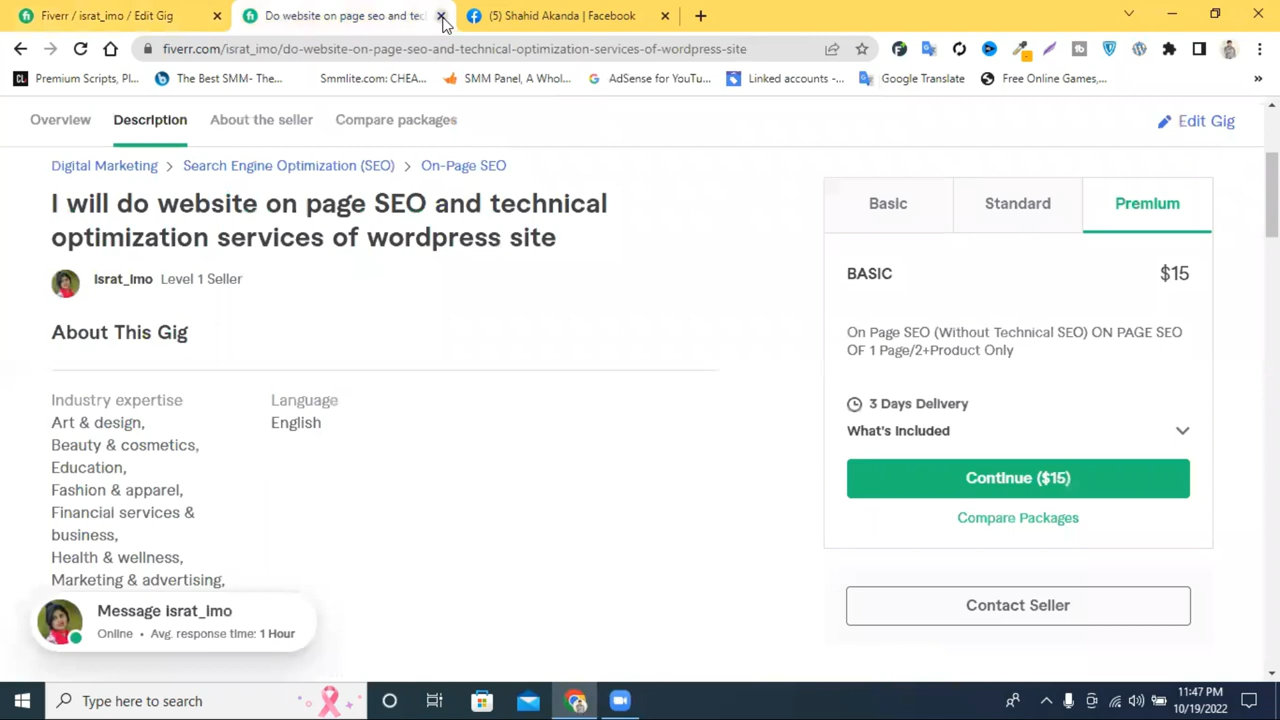 Fiverr / israt_imo / Edit Gig
Do website on page seo and tec
(5) Shahid Akanda | Facebook
fiverr.com/israt_imo/do-website-on-page-seo-and-technical-optimization-services-of-wordpress-site
Premium Scripts, Pl...
The Best SMM- The...
Smmlite.com: CHEA...
SMM Panel, A Whol...
AdSense for YouTu...
Linked accounts -...
Google Translate
Free Online Games,...
Overview
Description
About the seller
Compare packages
Edit Gig
Digital Marketing > Search Engine Optimization (SEO) > On-Page SEO
I will do website on page SEO and technical
optimization services of wordpress site
Israt_Imo Level 1 Seller
About This Gig
Industry expertise
Art & design,
Beauty & cosmetics,
Education,
Fashion & apparel,
Financial services &
business,
Health & wellness,
Marketing & advertising,
Language
English
Basic
Standard
Premium
BASIC
$15
On Page SEO (Without Technical SEO) ON PAGE SEO
OF 1 Page/2+Product Only
3 Days Delivery
What's Included
Continue ($15)
Compare Packages
Contact Seller
Message Israt_Imo
Online • Avg. response time: 1 Hour
Type here to search
11:47 PM
10/19/2022